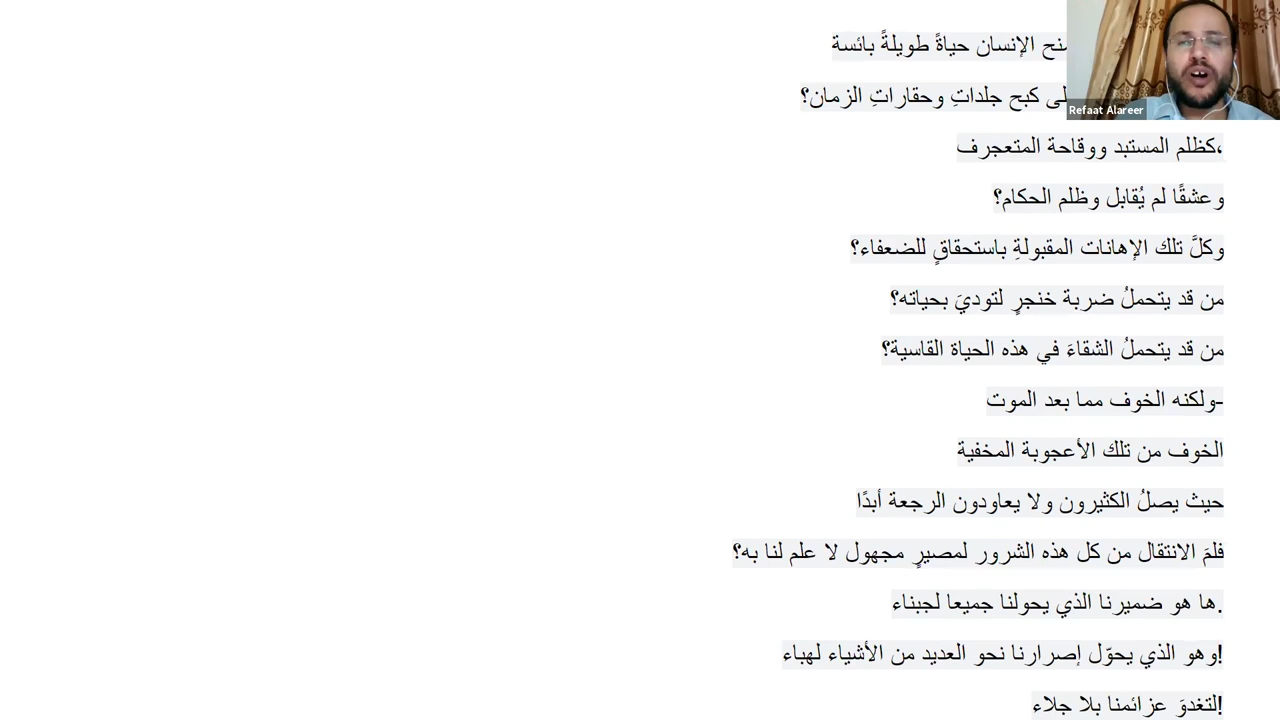 منح الإنسان حياةً طويلةً بائسة
كبح جلداتِ وحقاراتِ الزمان؟
Refaat Alareer
كظلم المستبد ووقاحة المتعجرف،
وعشقًا لم يُقابل وظلم الحكام؟
وكلَّ تلك الإهانات المقبولةِ باستحقاقٍ للضعفاء؟
من قد يتحملُ ضربة خنجرٍ لتوديَ بحياته؟
من قد يتحملُ الشقاءَ في هذه الحياة القاسية؟
ولكنه الخوف مما بعد الموت-
الخوف من تلك الأعجوبة المخفية
حيث يصلُ الكثيرون ولا يعاودون الرجعة أبدًا
فلمَ الانتقال من كل هذه الشرور لمصيرٍ مجهول لا علم لنا به؟
ها هو ضميرنا الذي يحولنا جميعا لجبناء.
وهو الذي يحوّل إصرارنا نحو العديد من الأشياء لهباء!
لتغدوَ عزائمنا بلا جلاء!